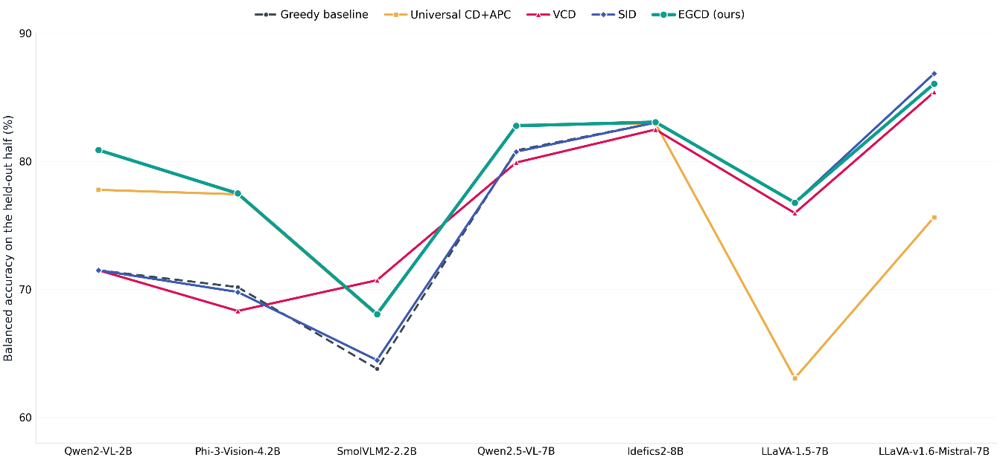 Greedy baseline Universal CD+APC VCD SID EGCD (ours)
Balanced accuracy on the held-out half (%)
90
80
70
60
Qwen2-VL-2B Phi-3-Vision-4.2B SmolVLM2-2.2B Qwen2.5-VL-7B Idefics2-8B LLaVA-1.5-7B LLaVA-v1.6-Mistral-7B